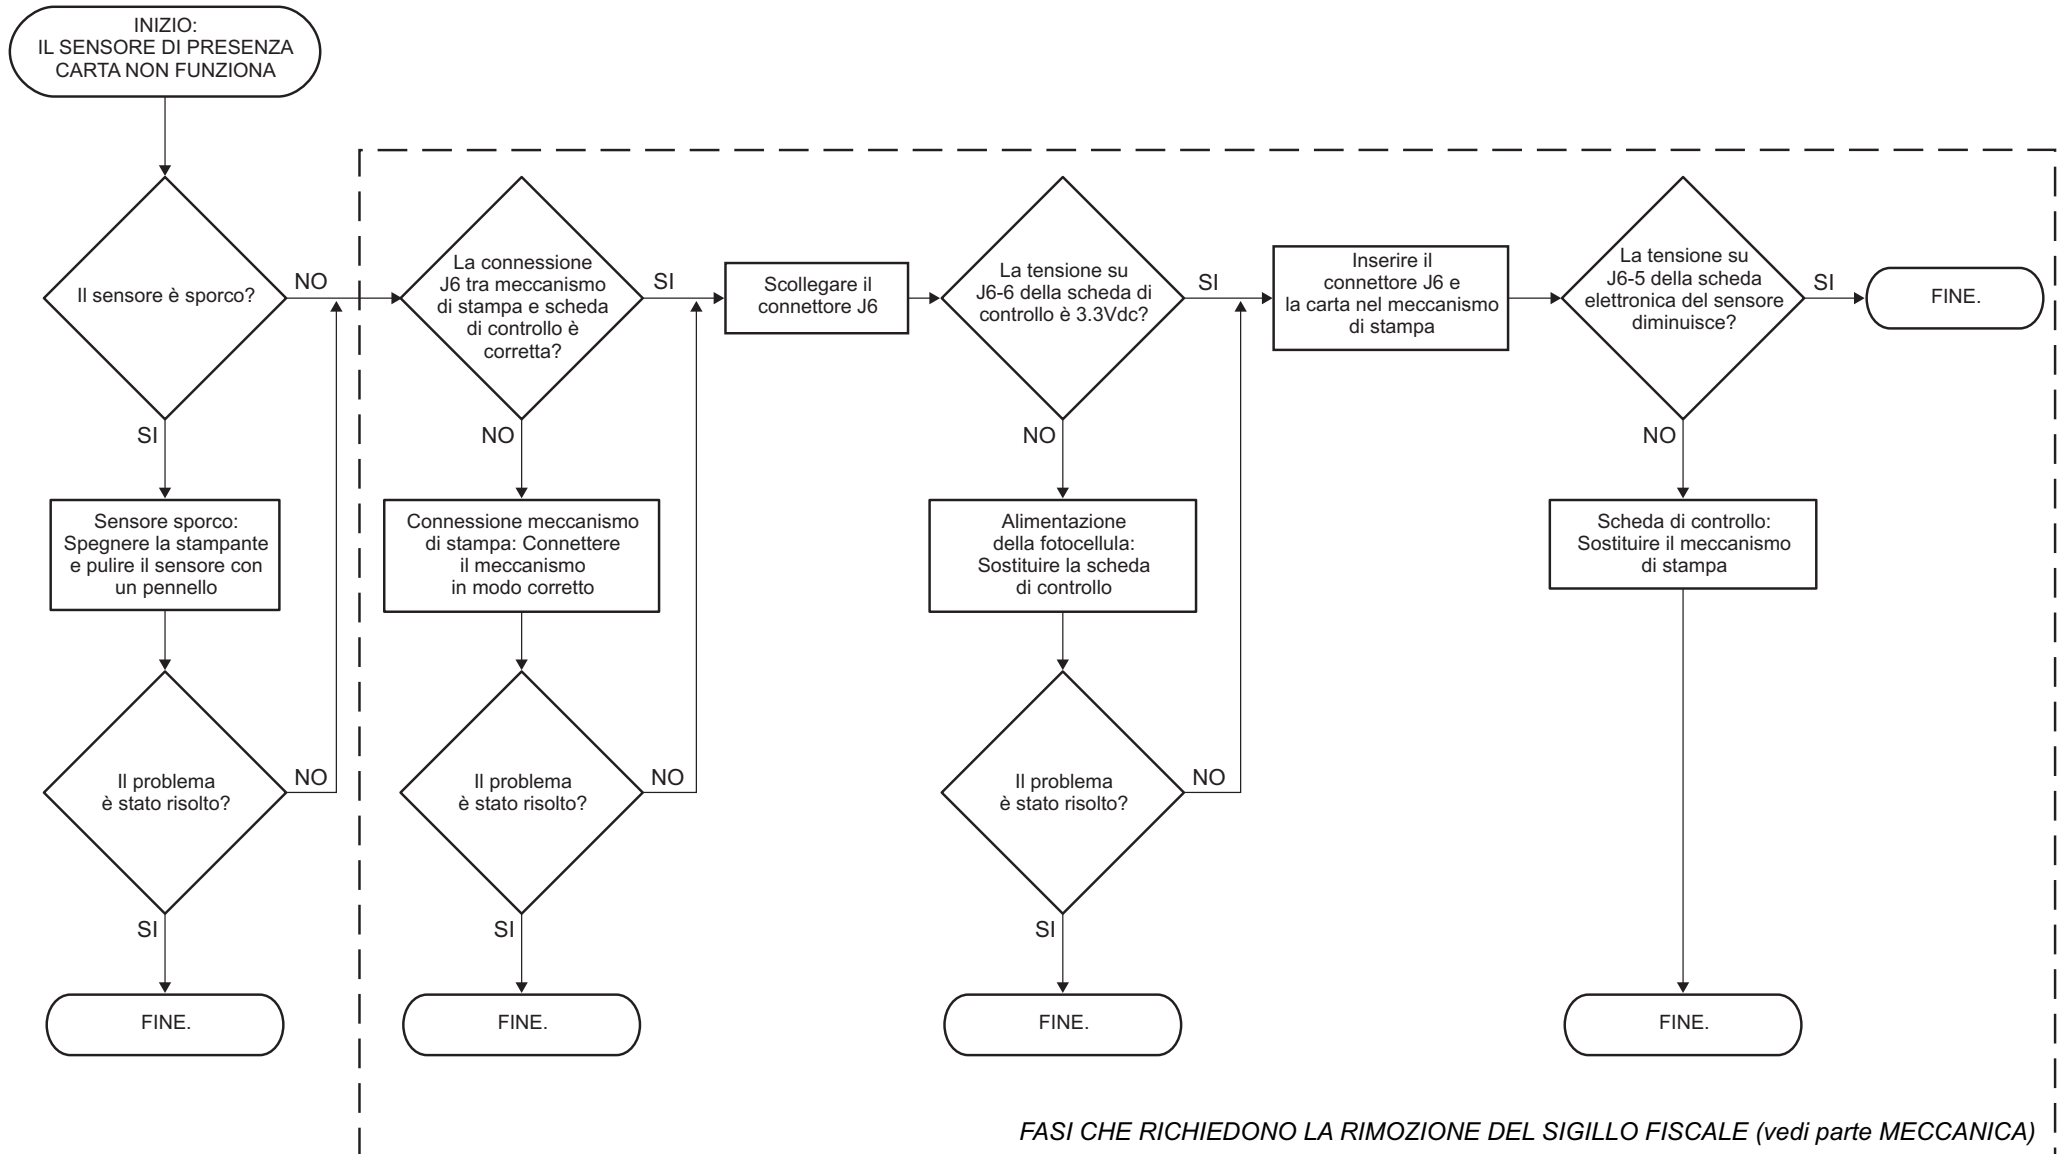 INIZIO:
IL SENSORE DI PRESENZA
CARTA NON FUNZIONA
Il sensore è sporco?
NO
SI
Sensore sporco:
Spegnere la stampante
e pulire il sensore con
un pennello
Il problema
è stato risolto?
NO
SI
FINE.
La connessione
J6 tra meccanismo
di stampa e scheda
di controllo è
corretta?
SI
NO
Connessione meccanismo
di stampa: Connettere
il meccanismo
in modo corretto
Il problema
è stato risolto?
NO
SI
FINE.
Scollegare il
connettore J6
La tensione su
J6-6 della scheda di
controllo è 3.3Vdc?
SI
NO
Alimentazione
della fotocellula:
Sostituire la scheda
di controllo
Il problema
è stato risolto?
NO
SI
FINE.
Inserire il
connettore J6 e
la carta nel meccanismo
di stampa
La tensione su
J6-5 della scheda
elettronica del sensore
diminuisce?
SI
FINE.
NO
Scheda di controllo:
Sostituire il meccanismo
di stampa
FINE.
FASI CHE RICHIEDONO LA RIMOZIONE DEL SIGILLO FISCALE (vedi parte MECCANICA)